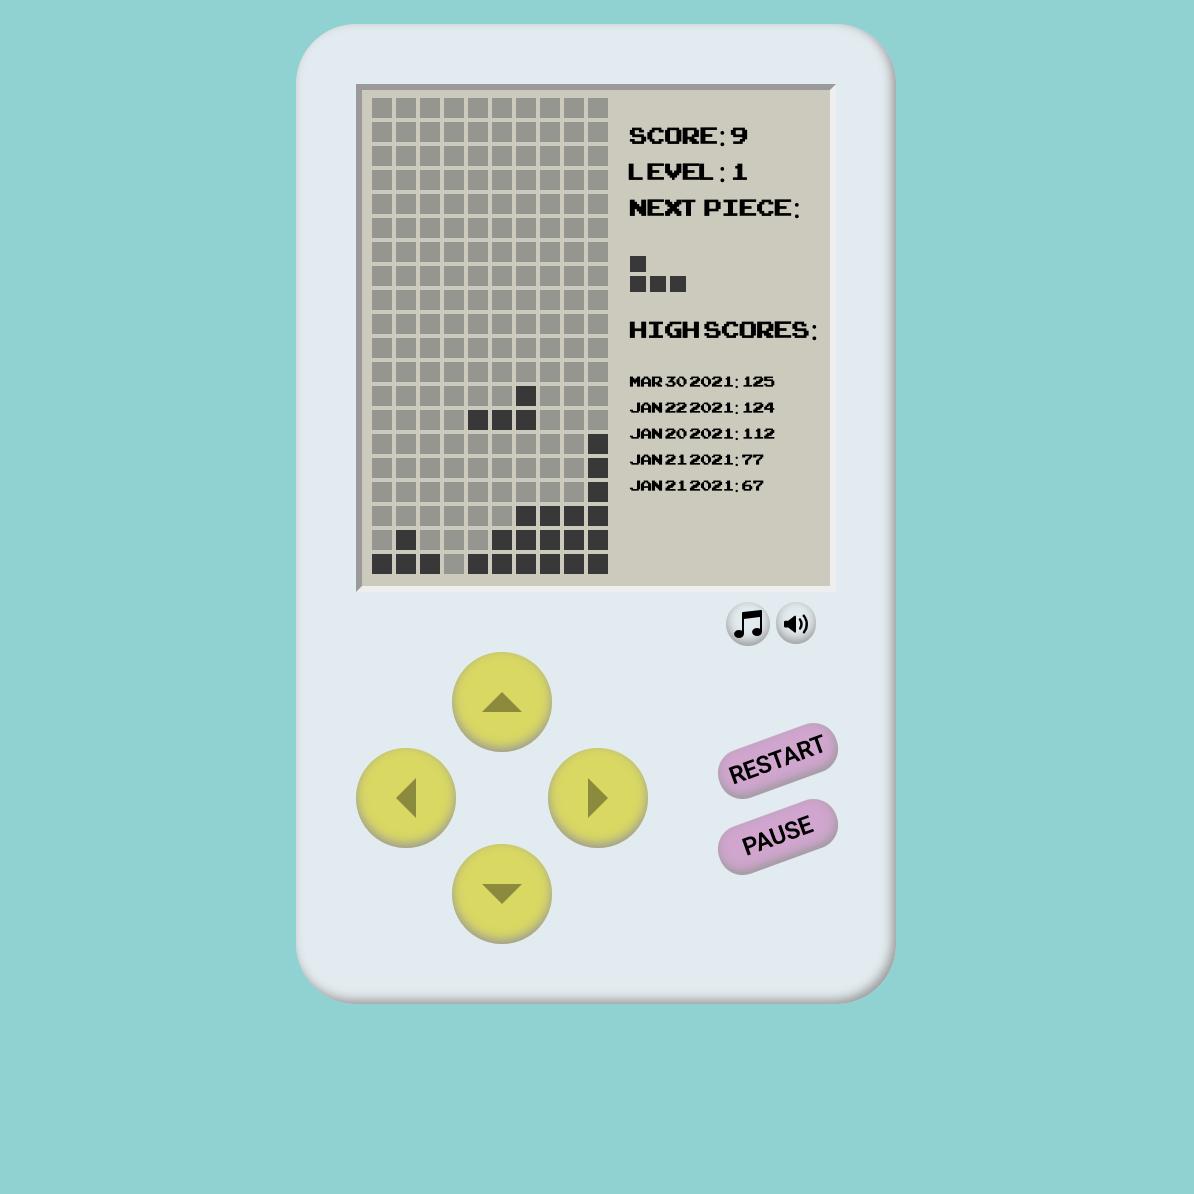 SCORE: 9
LEVEL: 1
NEXT PIECE:
HIGH SCORES:
MAR 30 2021: 125
JAN 22 2021: 124
JAN 20 2021: 112
JAN 21 2021: 77
JAN 21 2021: 67
RESTART
PAUSE